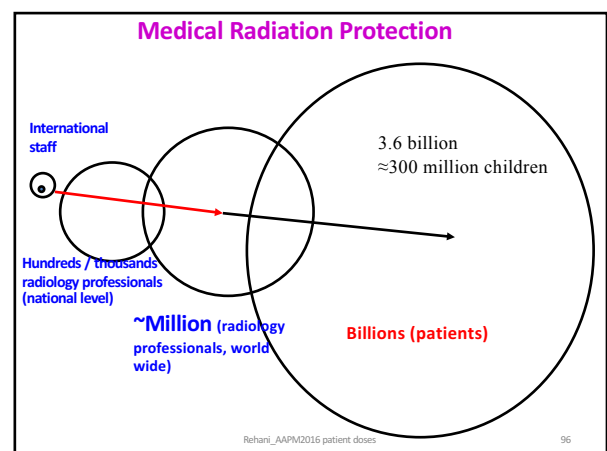 Medical Radiation Protection
International
staff
3.6 billion
≈300 million children
Hundreds / thousands
radiology professionals
(national level)
~Million (radiology
professionals, world
wide)
Billions (patients)
Rehani_AAPM2016 patient doses
96